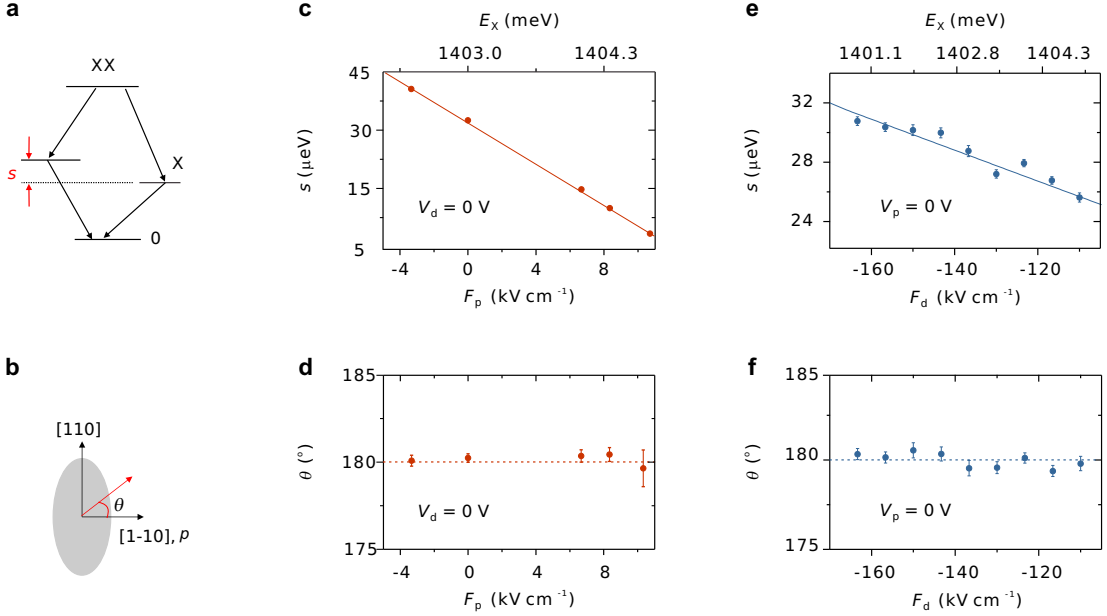 a
XX
s
X
0
b
[110]
θ
[1-10], p
c
E_X (meV)
1403.0 1404.3
45
30
15
5
s (μeV)
V_d = 0 V
-4 0 4 8
F_p (kV cm⁻¹)
d
185
180
175
θ (°)
V_d = 0 V
-4 0 4 8
F_p (kV cm⁻¹)
e
E_X (meV)
1401.1 1402.8 1404.3
32
28
24
s (μeV)
V_p = 0 V
-160 -140 -120
F_d (kV cm⁻¹)
f
185
180
175
θ (°)
V_p = 0 V
-160 -140 -120
F_d (kV cm⁻¹)